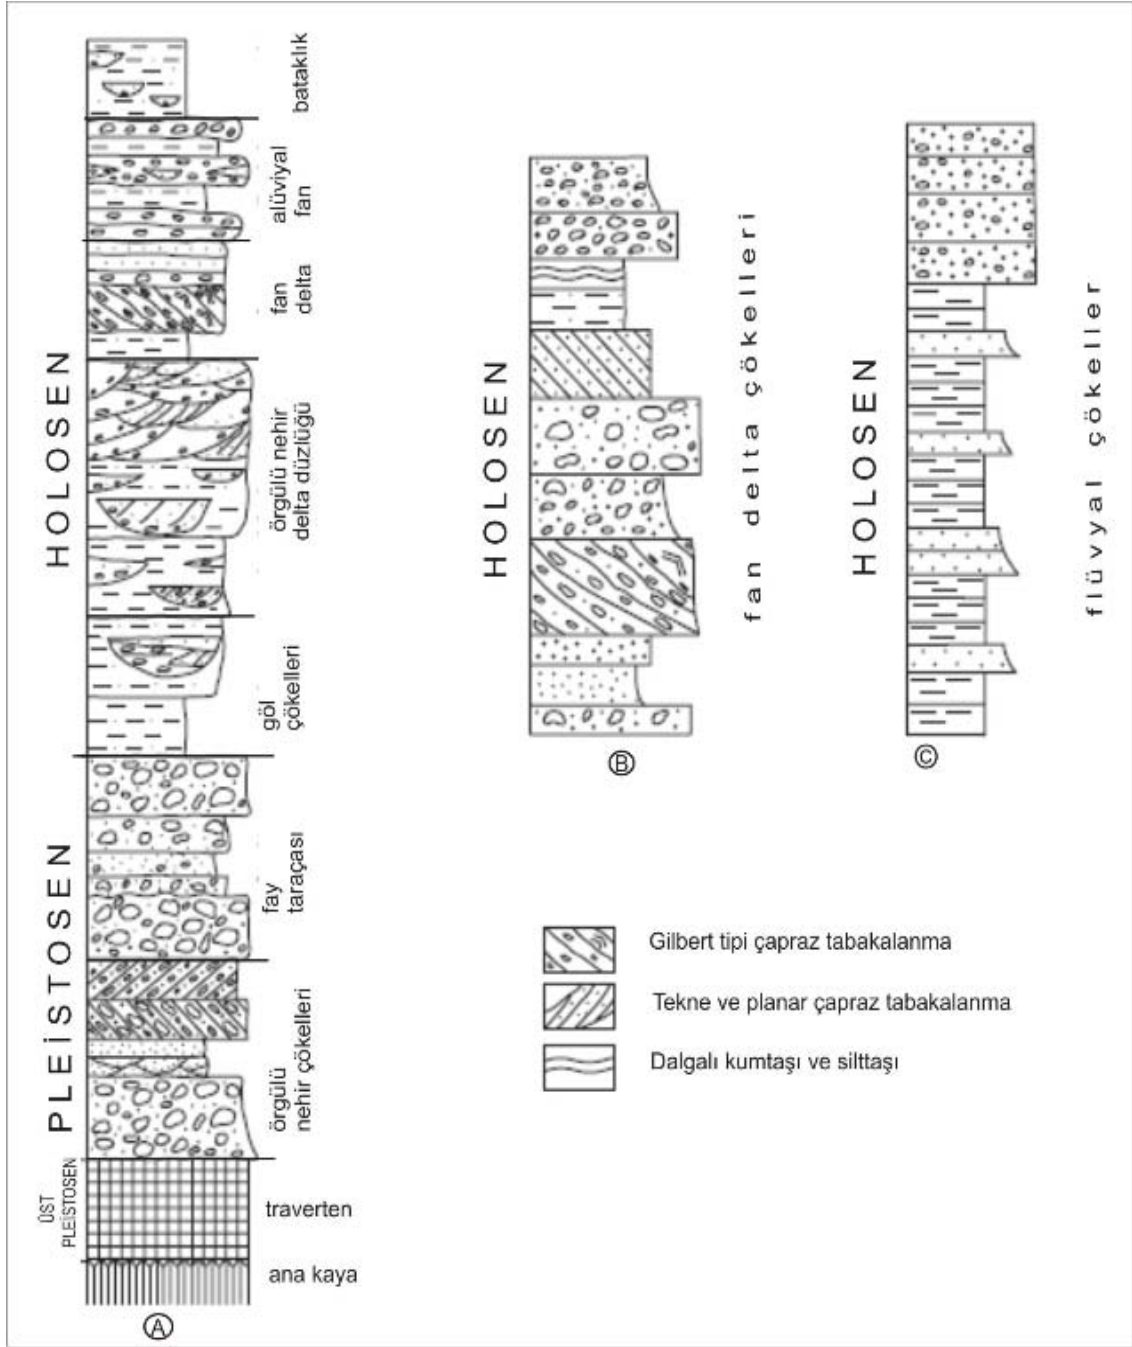 HOLOSEN
PLEİSTOSEN
ÜST
PLEİSTOSEN
bataklık
alüviyal
fan
fan
delta
örgülü nehir
delta düzlüğü
göl
çökelleri
fay
taraçası
örgülü
nehir çökelleri
traverten
ana kaya
A
HOLOSEN
fan delta çökelleri
B
HOLOSEN
flüvyal çökeller
C
Gilbert tipi çapraz tabakalanma
Tekne ve planar çapraz tabakalanma
Dalgalı kumtaşı ve silttaşı